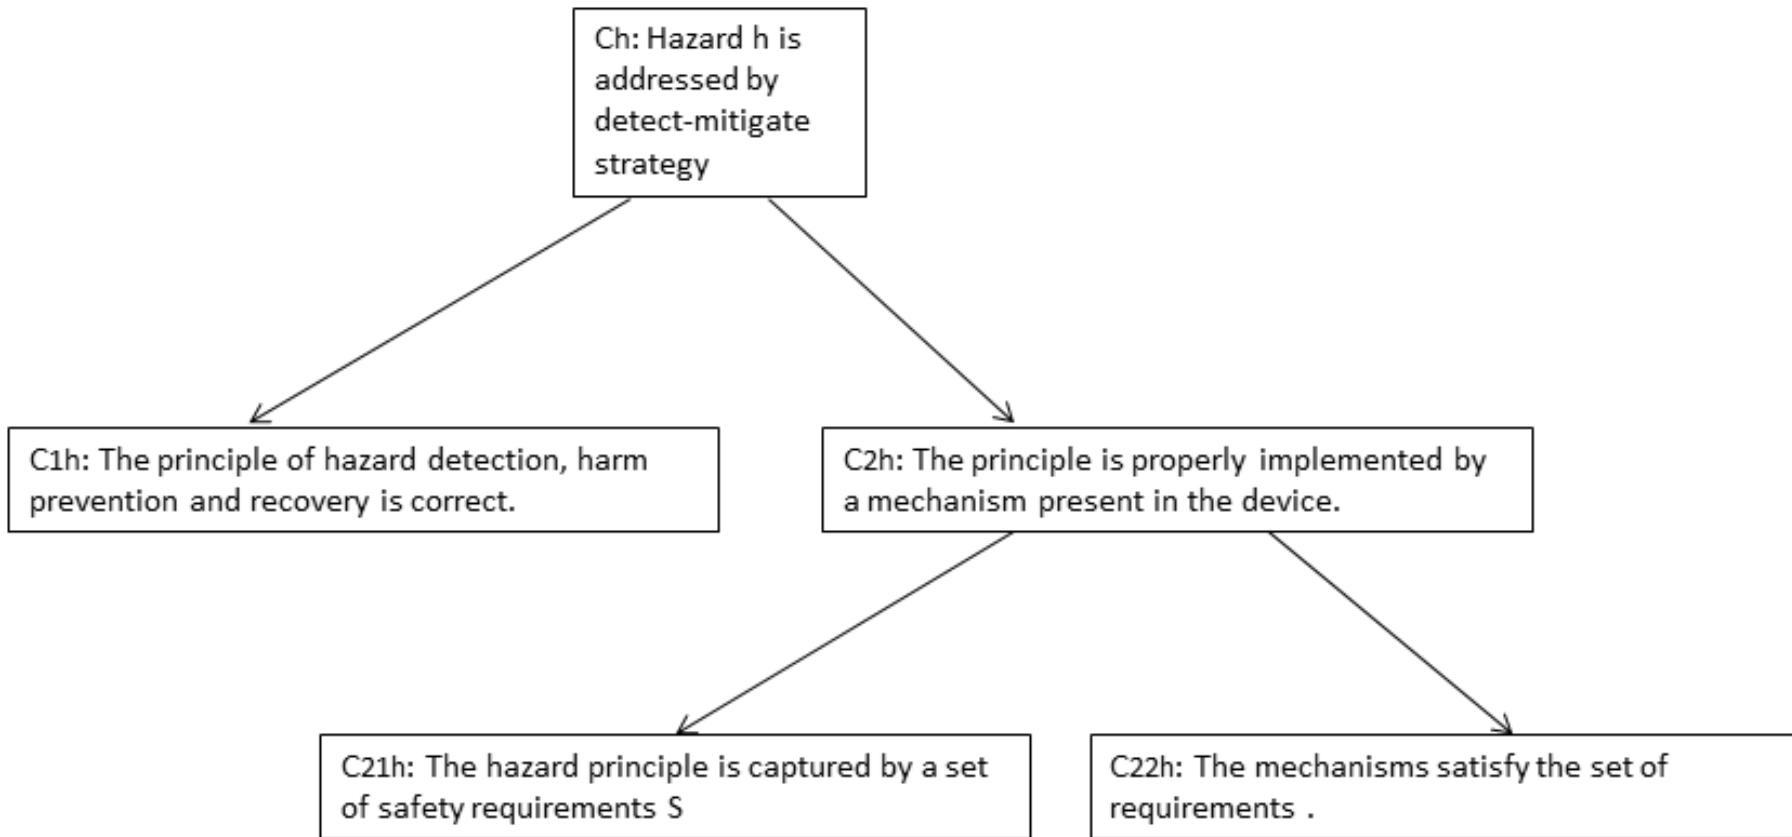 Ch: Hazard h is
addressed by
detect-mitigate
strategy
C1h: The principle of hazard detection, harm
prevention and recovery is correct.
C2h: The principle is properly implemented by
a mechanism present in the device.
C21h: The hazard principle is captured by a set
of safety requirements S
C22h: The mechanisms satisfy the set of
requirements .